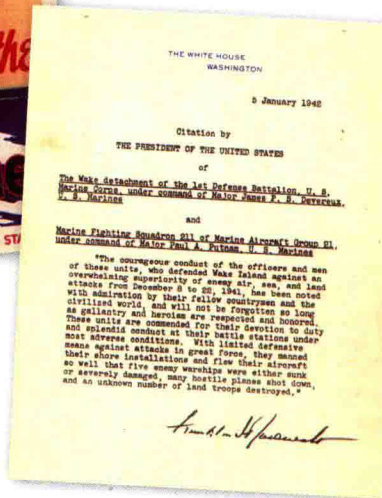 the
STA
THE WHITE HOUSE
WASHINGTON
5 January 1942
Citation by
THE PRESIDENT OF THE UNITED STATES
of
The Wake detachment of the 1st Defense Battalion, U. S.
Marine Corps, under command of Major James P. S. Devereux,
U. S. Marines
and
Marine Fighting Squadron 211 of Marine Aircraft Group 21,
under command of Major Paul A. Putnam, U. S. Marines
"The courageous conduct of the officers and men
of these units, who defended Wake Island against an
overwhelming superiority of enemy air, sea, and land
attacks from December 8 to 22, 1941, has been noted
with admiration by their fellow countrymen and the
civilized world, and will not be forgotten so long
as gallantry and heroism are respected and honored.
These units are commended for their devotion to duty
and splendid conduct at their battle stations under
most adverse conditions. With limited defensive
means against attacks in great force, they manned
their shore installations and flew their aircraft
so well that five enemy warships were either sunk
or severely damaged, many hostile planes shot down,
and an unknown number of land troops destroyed."